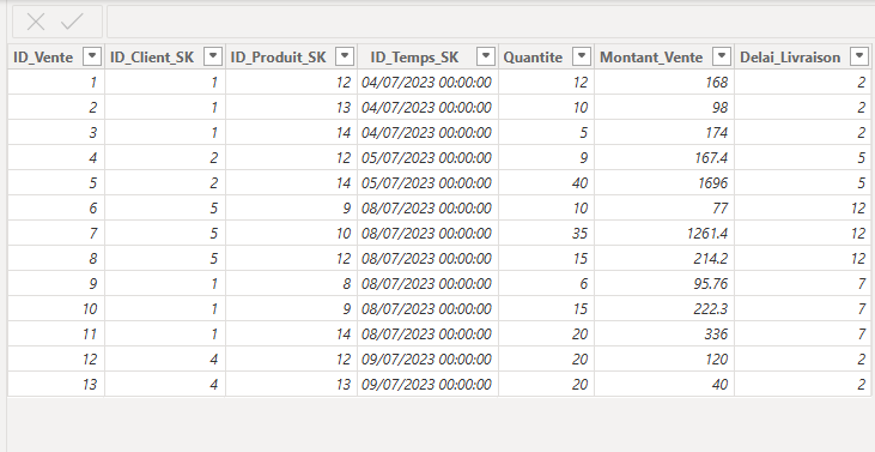 ID_Vente ID_Client_SK ID_Produit_SK ID_Temps_SK Quantite Montant_Vente Delai_Livraison
1 1 12 04/07/2023 00:00:00 12 168 2
2 1 13 04/07/2023 00:00:00 10 98 2
3 1 14 04/07/2023 00:00:00 5 174 2
4 2 12 05/07/2023 00:00:00 9 167.4 5
5 2 14 05/07/2023 00:00:00 40 1696 5
6 5 9 08/07/2023 00:00:00 10 77 12
7 5 10 08/07/2023 00:00:00 35 1261.4 12
8 5 12 08/07/2023 00:00:00 15 214.2 12
9 1 8 08/07/2023 00:00:00 6 95.76 7
10 1 9 08/07/2023 00:00:00 15 222.3 7
11 1 14 08/07/2023 00:00:00 20 336 7
12 4 12 09/07/2023 00:00:00 20 120 2
13 4 13 09/07/2023 00:00:00 20 40 2